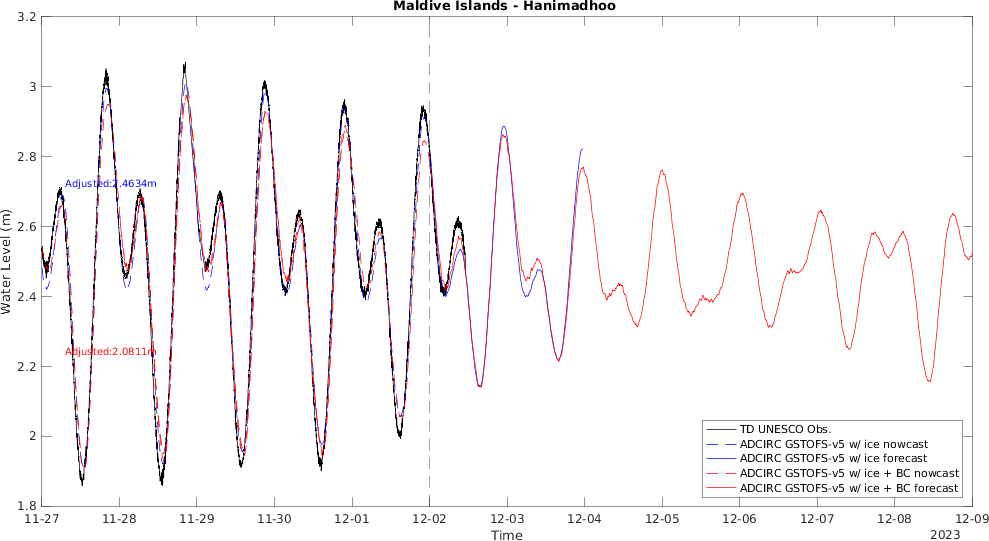 Maldive Islands - Hanimadhoo
Water Level (m)
3.2
3
2.8
2.6
2.4
2.2
2
1.8
Adjusted:2.4634m
Adjusted:2.0811m
TD UNESCO Obs.
ADCIRC GSTOFS-v5 w/ ice nowcast
ADCIRC GSTOFS-v5 w/ ice forecast
ADCIRC GSTOFS-v5 w/ ice + BC nowcast
ADCIRC GSTOFS-v5 w/ ice + BC forecast
11-27 11-28 11-29 11-30 12-01 12-02 12-03 12-04 12-05 12-06 12-07 12-08 12-09
Time
2023